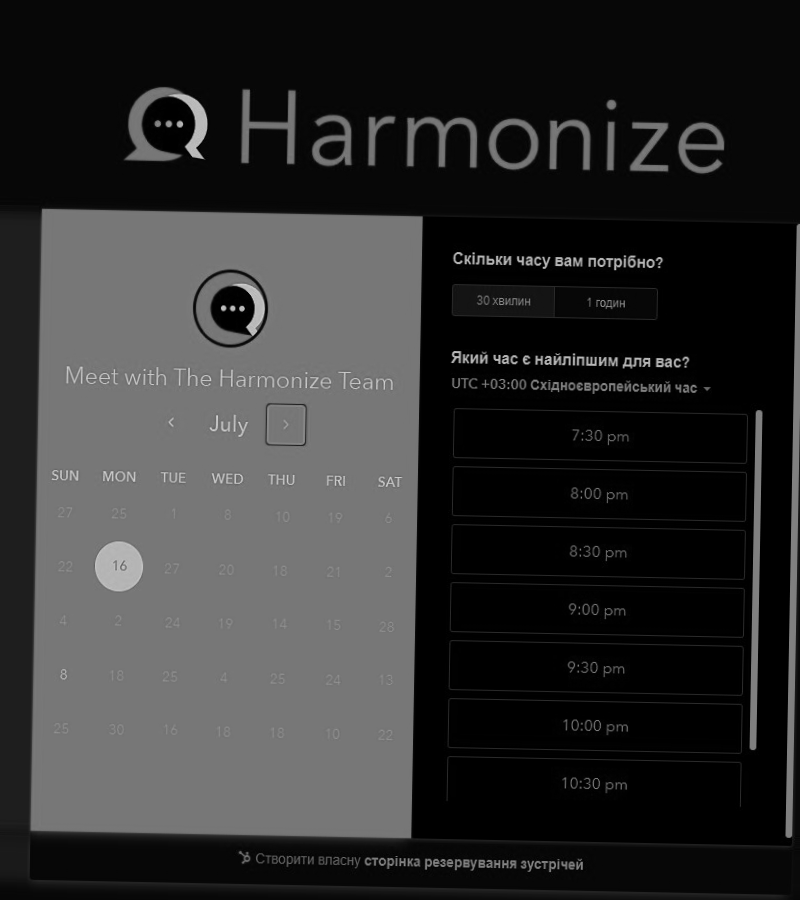 Harmonize
Meet with The Harmonize Team
July
SUN MON TUE WED THU FRI SAT
27 25 1 8 10 19 6
22 16 27 20 18 21 2
4 2 24 19 14 15 28
8 18 25 4 25 24 13
25 30 16 18 18 10 22
Скільки часу вам потрібно?
30 хвилин 1 годин
Який час є найліпшим для вас?
UTC +03:00 Східноєвропейський час
7:30 pm
8:00 pm
8:30 pm
9:00 pm
9:30 pm
10:00 pm
10:30 pm
Створити власну сторінка резервування зустрічей